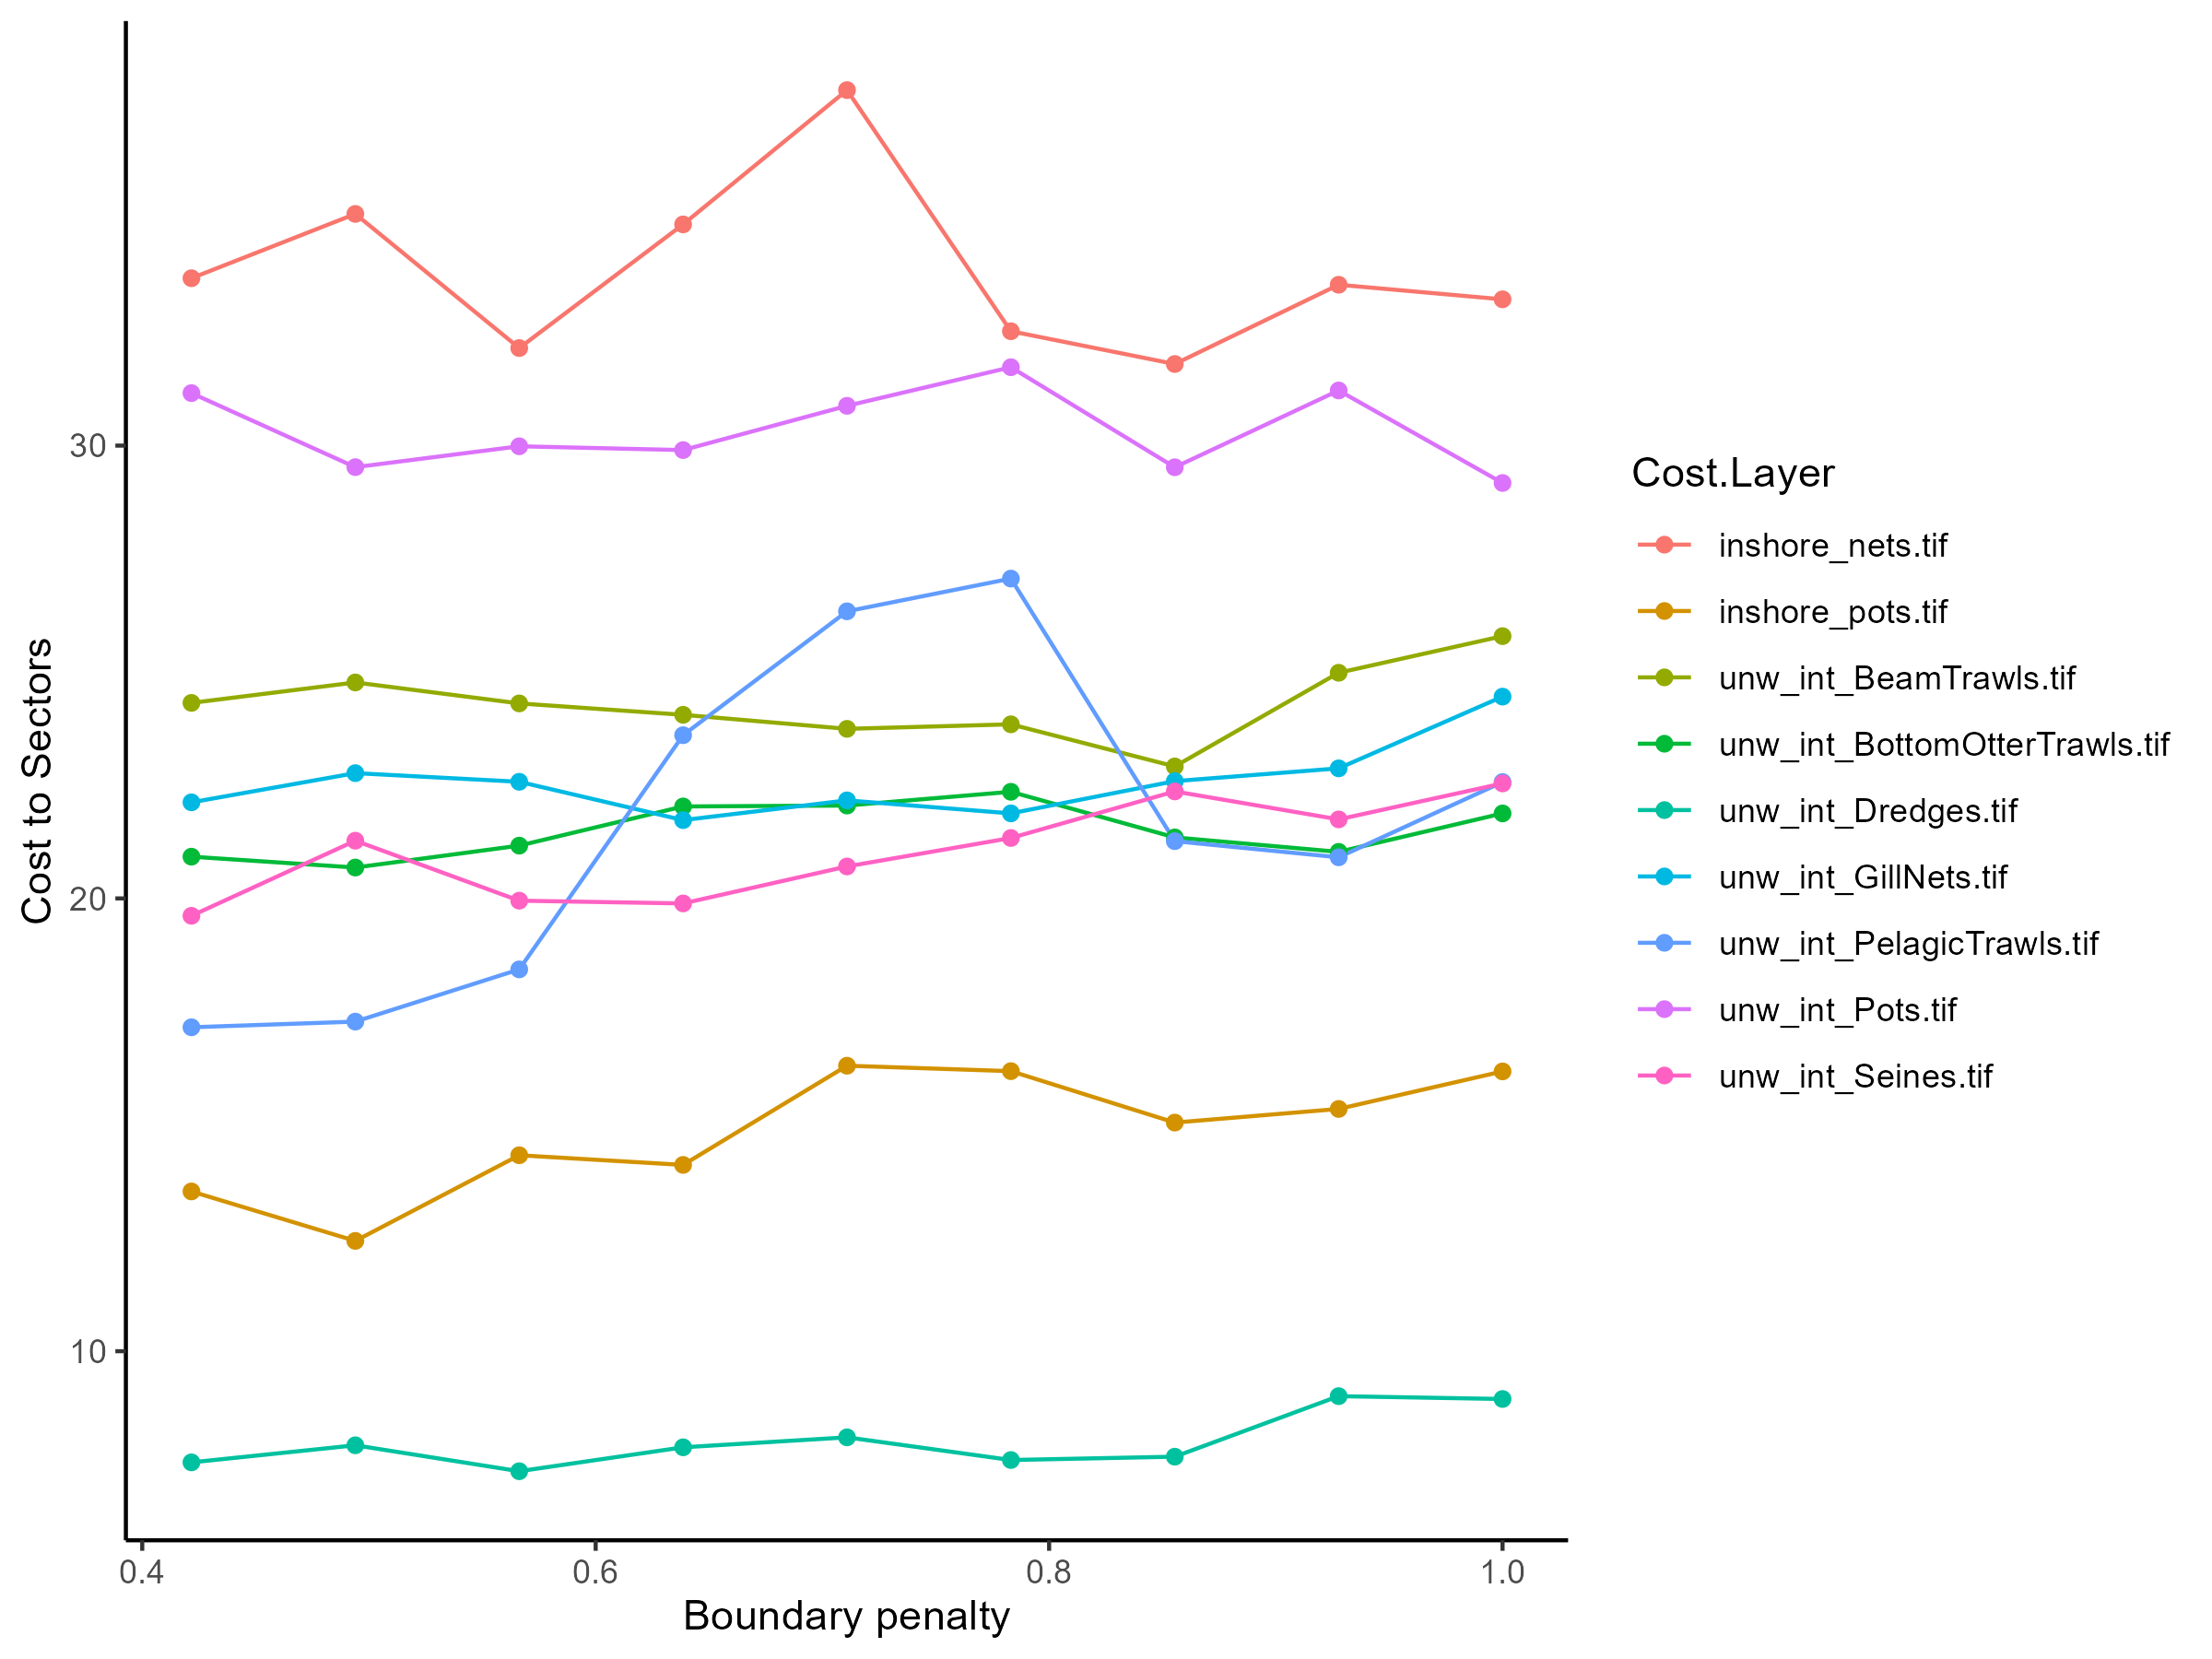 Cost to Sectors
30
20
10
0.4
0.6
0.8
1.0
Boundary penalty
Cost.Layer
inshore_nets.tif
inshore_pots.tif
unw_int_BeamTrawls.tif
unw_int_BottomOtterTrawls.tif
unw_int_Dredges.tif
unw_int_GillNets.tif
unw_int_PelagicTrawls.tif
unw_int_Pots.tif
unw_int_Seines.tif